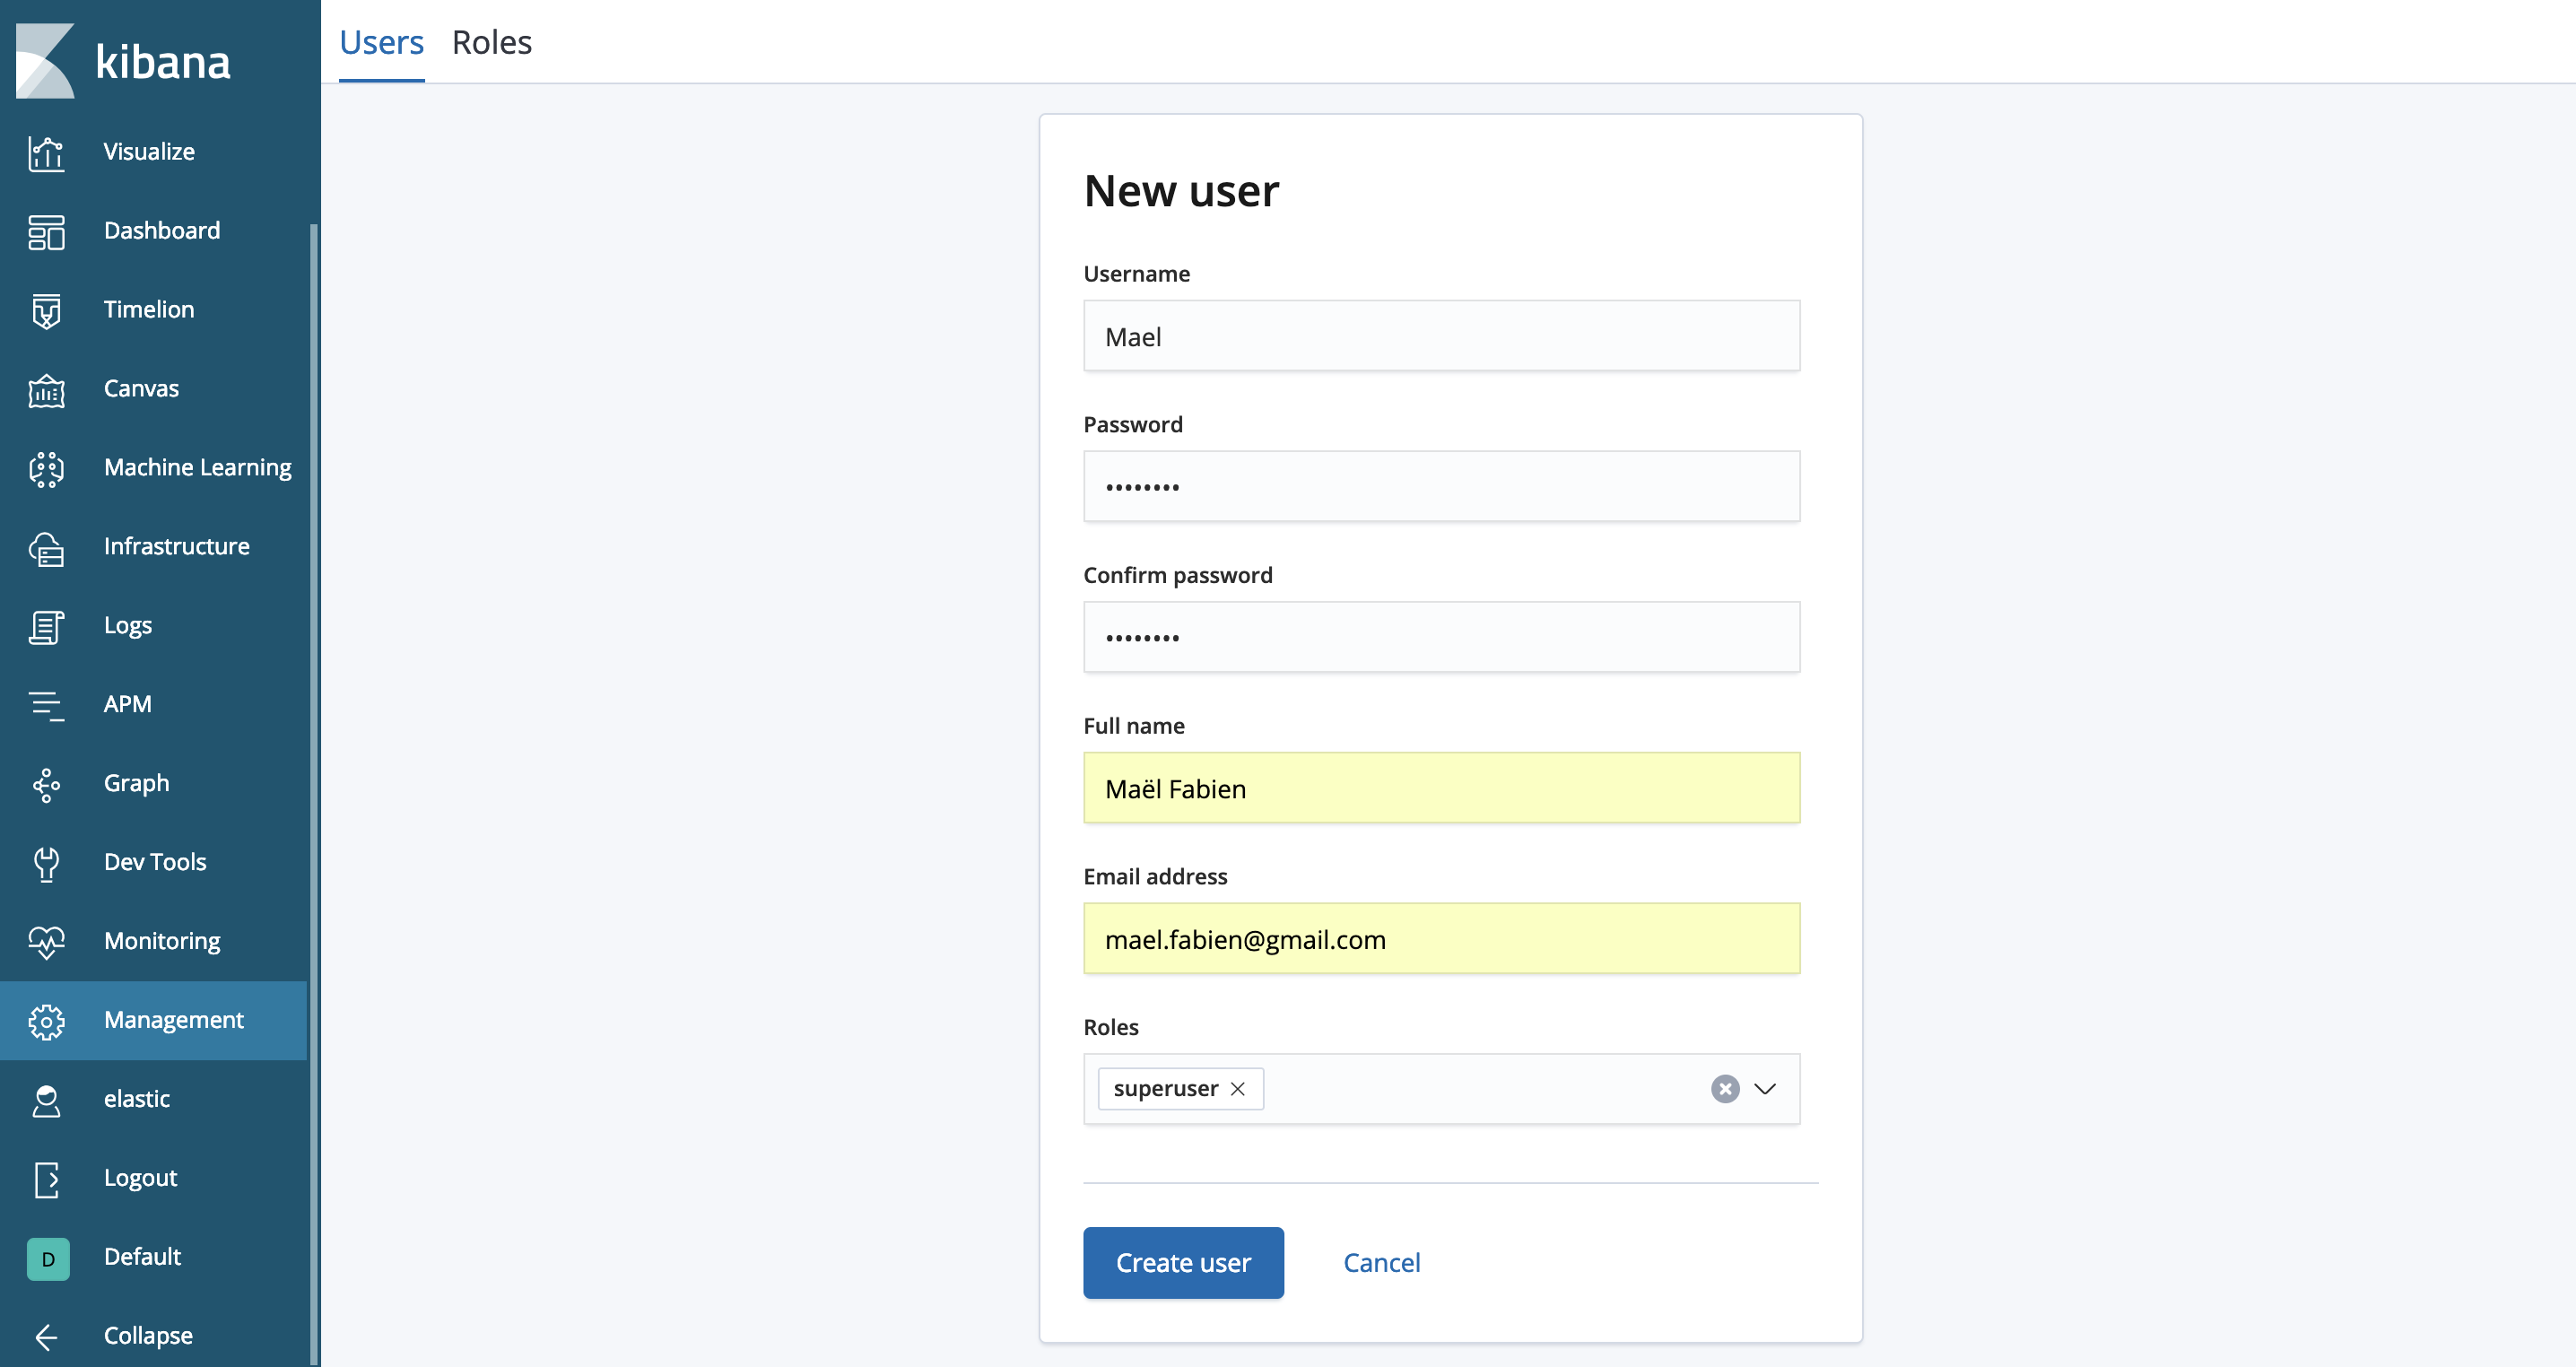 kibana
Visualize
Dashboard
Timelion
Canvas
Machine Learning
Infrastructure
Logs
APM
Graph
Dev Tools
Monitoring
Management
elastic
Logout
D Default
Collapse
Users Roles
New user
Username
Mael
Password
••••••••
Confirm password
••••••••
Full name
Maël Fabien
Email address
mael.fabien@gmail.com
Roles
superuser
Create user Cancel